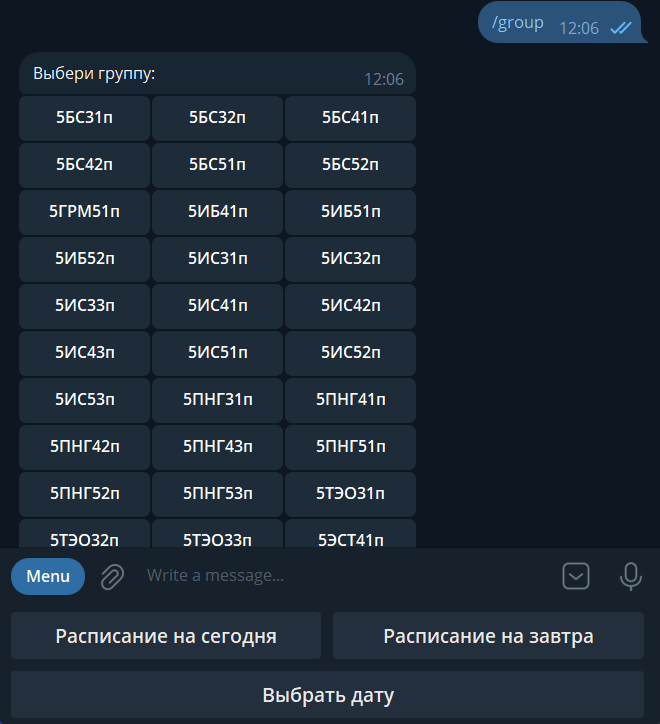 /group 12:06
Выбери группу: 12:06
5БС31п 5БС32п 5БС41п
5БС42п 5БС51п 5БС52п
5ГРМ51п 5ИБ41п 5ИБ51п
5ИБ52п 5ИС31п 5ИС32п
5ИС33п 5ИС41п 5ИС42п
5ИС43п 5ИС51п 5ИС52п
5ИС53п 5ПНГ31п 5ПНГ41п
5ПНГ42п 5ПНГ43п 5ПНГ51п
5ПНГ52п 5ПНГ53п 5ТЭО31п
5ТЭО32п 5ТЭО33п 5ЭСТ41п
Menu Write a message...
Расписание на сегодня Расписание на завтра
Выбрать дату